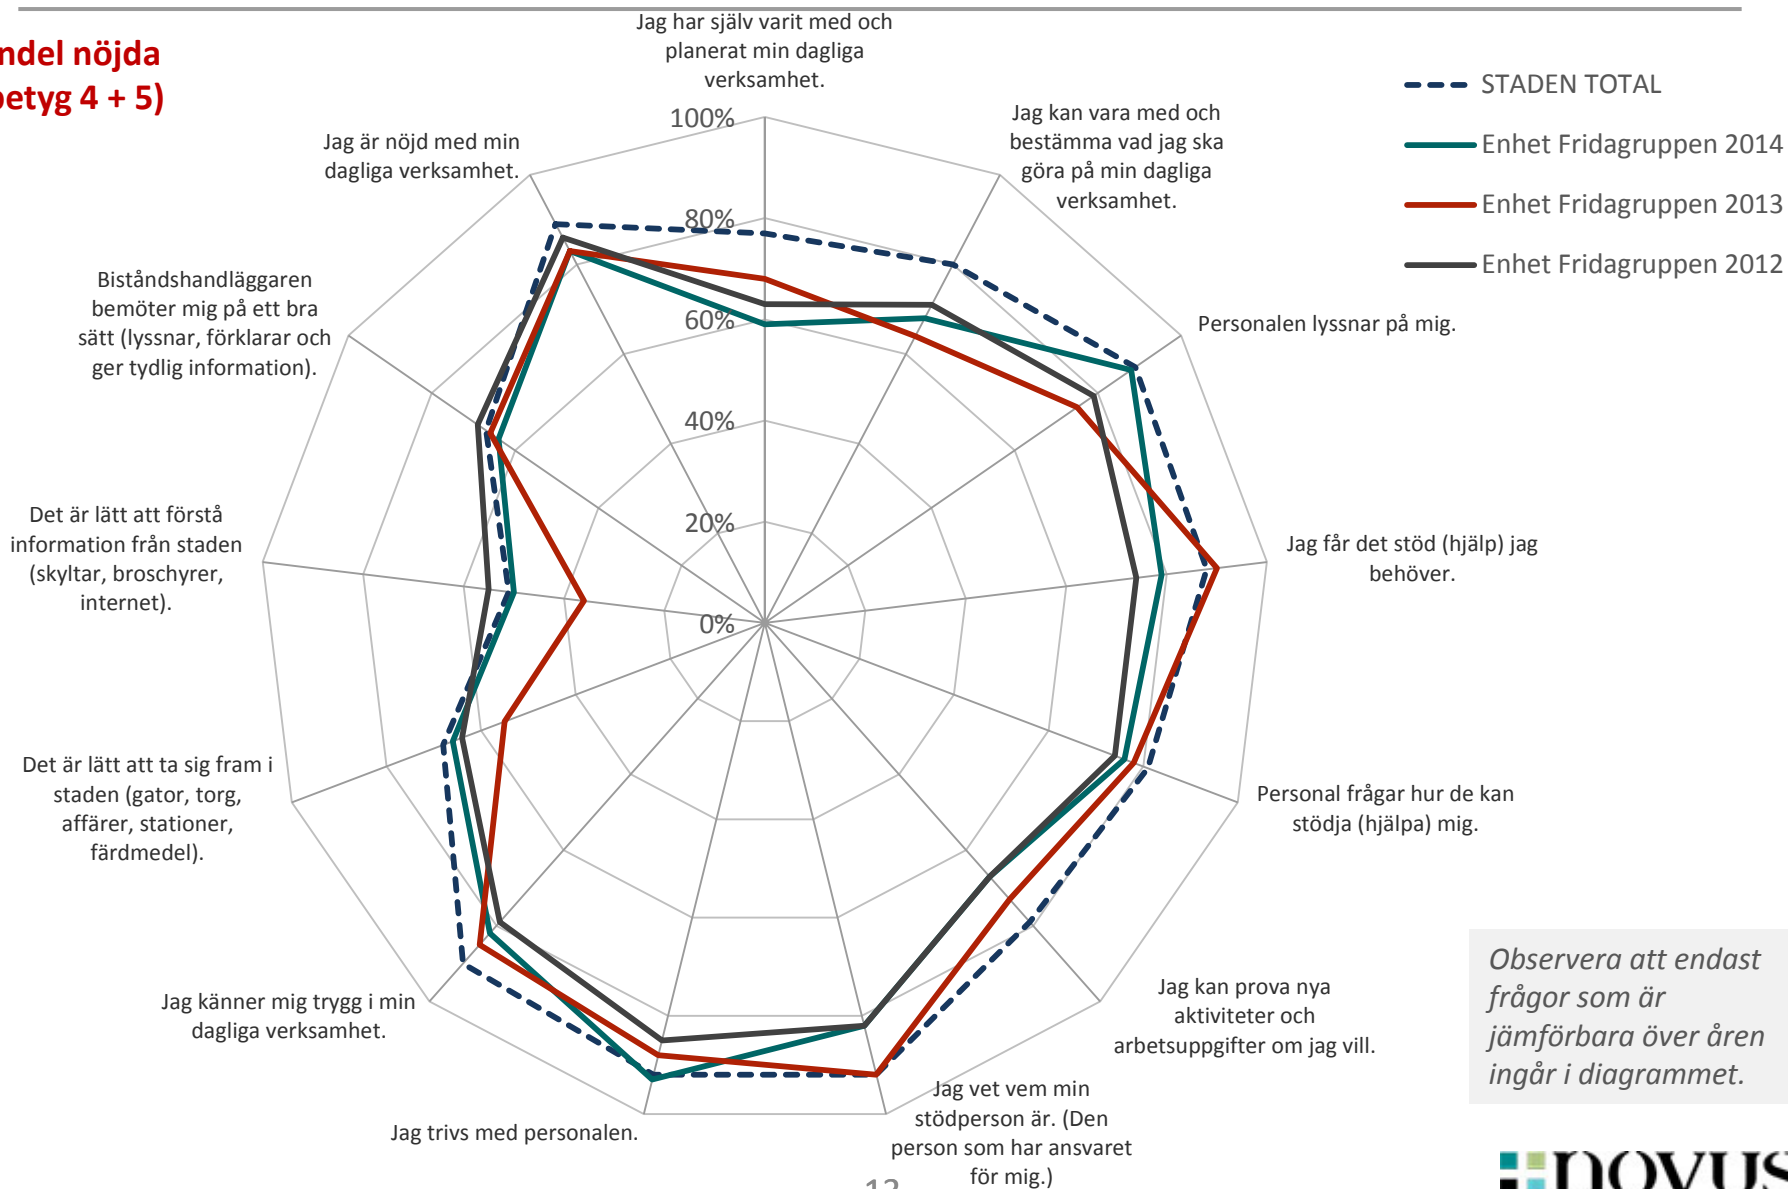 ndel nöjda
betyg 4 + 5)
Jag har själv varit med och
planerat min dagliga
verksamhet.
Jag kan vara med och
bestämma vad jag ska
göra på min dagliga
verksamhet.
Personalen lyssnar på mig.
Jag får det stöd (hjälp) jag
behöver.
Personal frågar hur de kan
stödja (hjälpa) mig.
Jag kan prova nya
aktiviteter och
arbetsuppgifter om jag vill.
Jag vet vem min
stödperson är. (Den
person som har ansvaret
för mig.)
Jag trivs med personalen.
Jag känner mig trygg i min
dagliga verksamhet.
Det är lätt att ta sig fram i
staden (gator, torg,
affärer, stationer,
färdmedel).
Det är lätt att förstå
information från staden
(skyltar, broschyrer,
internet).
Biståndshandläggaren
bemöter mig på ett bra
sätt (lyssnar, förklarar och
ger tydlig information).
Jag är nöjd med min
dagliga verksamhet.
100%
80%
60%
40%
20%
0%
STADEN TOTAL
Enhet Fridagruppen 2014
Enhet Fridagruppen 2013
Enhet Fridagruppen 2012
Observera att endast
frågor som är
jämförbara över åren
ingår i diagrammet.
novus